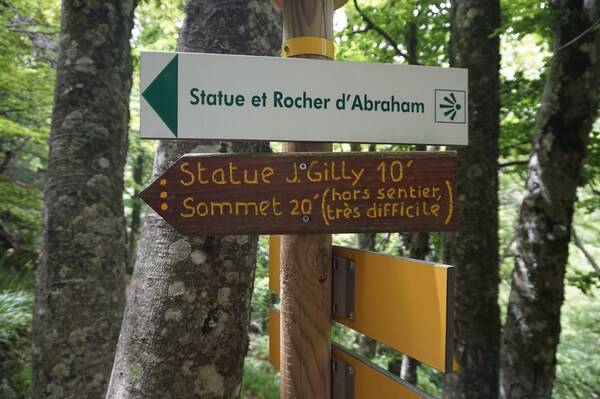 Statue et Rocher d'Abraham
Statue J.Gilly 10'
Sommet 20' (hors sentier, très difficile)